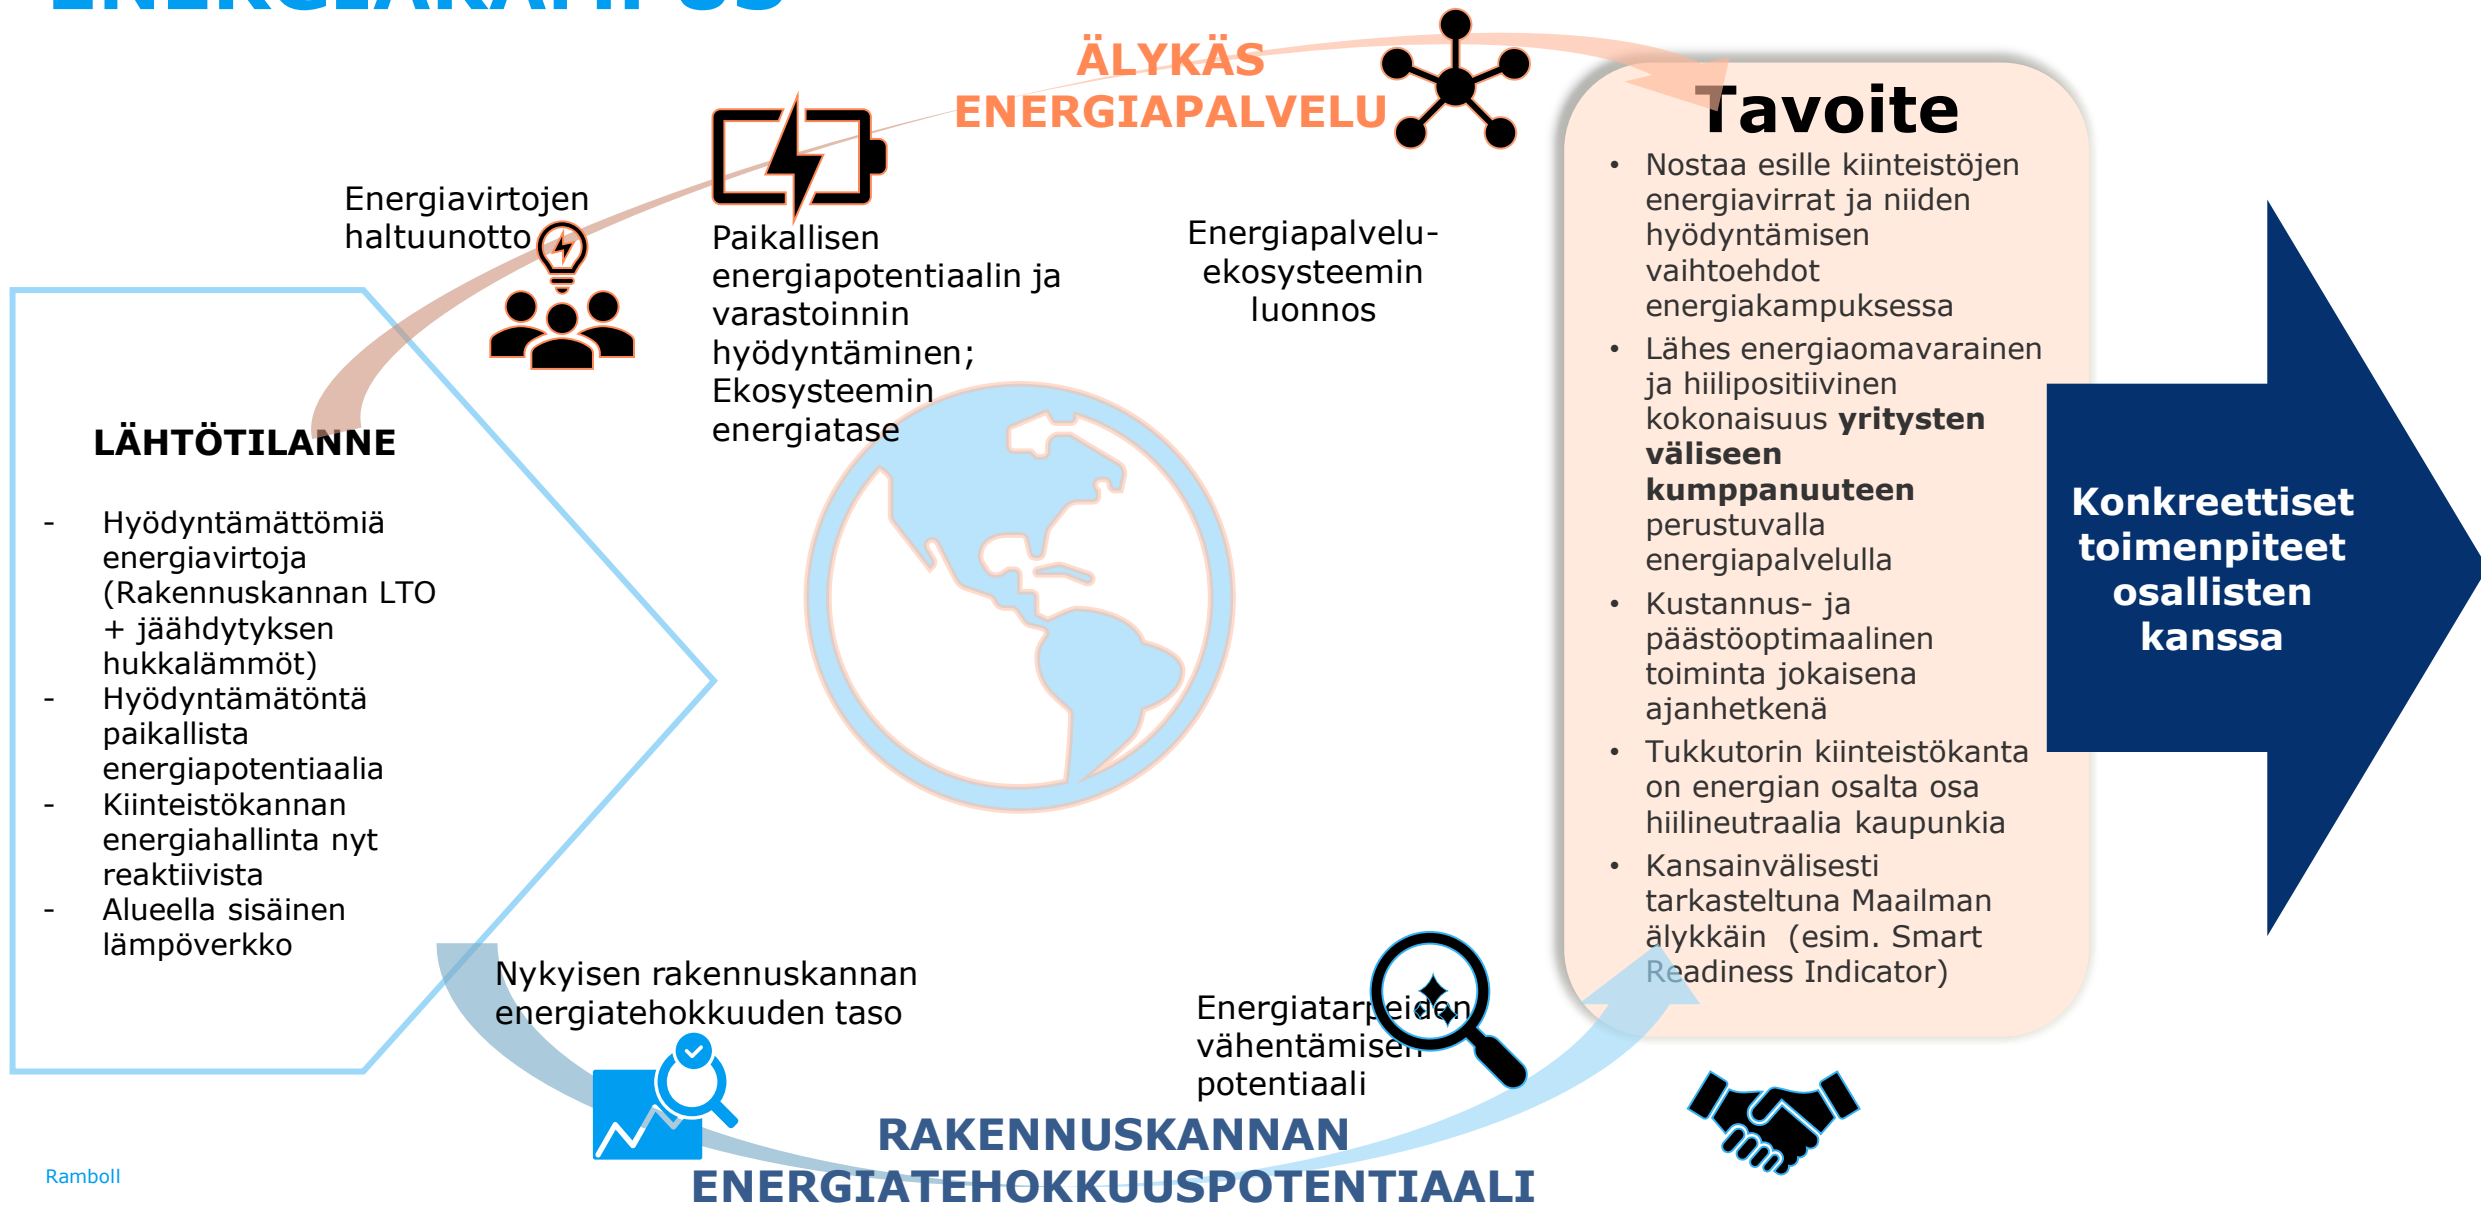 ENERGIAKAMPUS
ÄLYKÄS
ENERGIAPALVELU
Energiavirtojen
haltuunotto
Paikallisen
energiapotentiaalin ja
varastoinnin
hyödyntäminen;
Ekosysteemin
energiatase
Energiapalvelu-
ekosysteemin
luonnos
LÄHTÖTILANNE
- Hyödyntämättömiä
energiavirtoja
(Rakennuskannan LTO
+ jäähdytyksen
hukkalämmöt)
- Hyödyntämätöntä
paikallista
energiapotentiaalia
- Kiinteistökannan
energiahallinta nyt
reaktiivista
- Alueella sisäinen
lämpöverkko
Nykyisen rakennuskannan
energiatehokkuuden taso
Energiatarpeiden
vähentämisen
potentiaali
RAKENNUSKANNAN
ENERGIATEHOKKUUSPOTENTIAALI
Tavoite
• Nostaa esille kiinteistöjen
energiavirrat ja niiden
hyödyntämisen
vaihtoehdot
energiakampuksessa
• Lähes energiaomavarainen
ja hiilipositiivinen
kokonaisuus yritysten
väliseen
kumppanuuteen
perustuvalla
energiapalvelulla
• Kustannus- ja
päästöoptimaalinen
toiminta jokaisena
ajanhetkenä
• Tukkutorin kiinteistökanta
on energian osalta osa
hiilineutraalia kaupunkia
• Kansainvälisesti
tarkasteltuna Maailman
älykkäin (esim. Smart
Readiness Indicator)
Konkreettiset
toimenpiteet
osallisten
kanssa
Ramboll